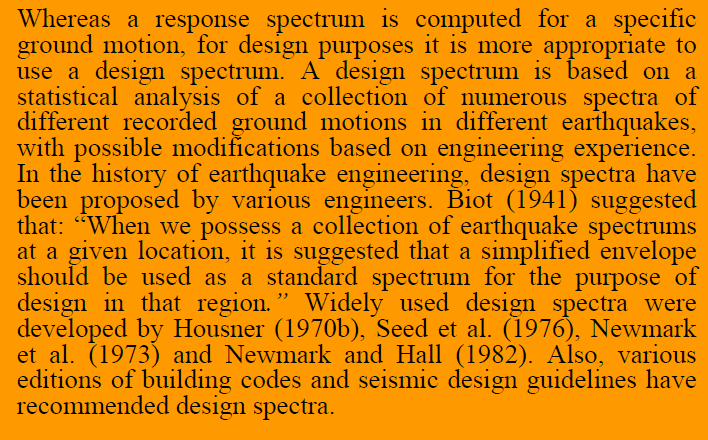 Whereas a response spectrum is computed for a specific
ground motion, for design purposes it is more appropriate to
use a design spectrum. A design spectrum is based on a
statistical analysis of a collection of numerous spectra of
different recorded ground motions in different earthquakes,
with possible modifications based on engineering experience.
In the history of earthquake engineering, design spectra have
been proposed by various engineers. Biot (1941) suggested
that: “When we possess a collection of earthquake spectrums
at a given location, it is suggested that a simplified envelope
should be used as a standard spectrum for the purpose of
design in that region.” Widely used design spectra were
developed by Housner (1970b), Seed et al. (1976), Newmark
et al. (1973) and Newmark and Hall (1982). Also, various
editions of building codes and seismic design guidelines have
recommended design spectra.